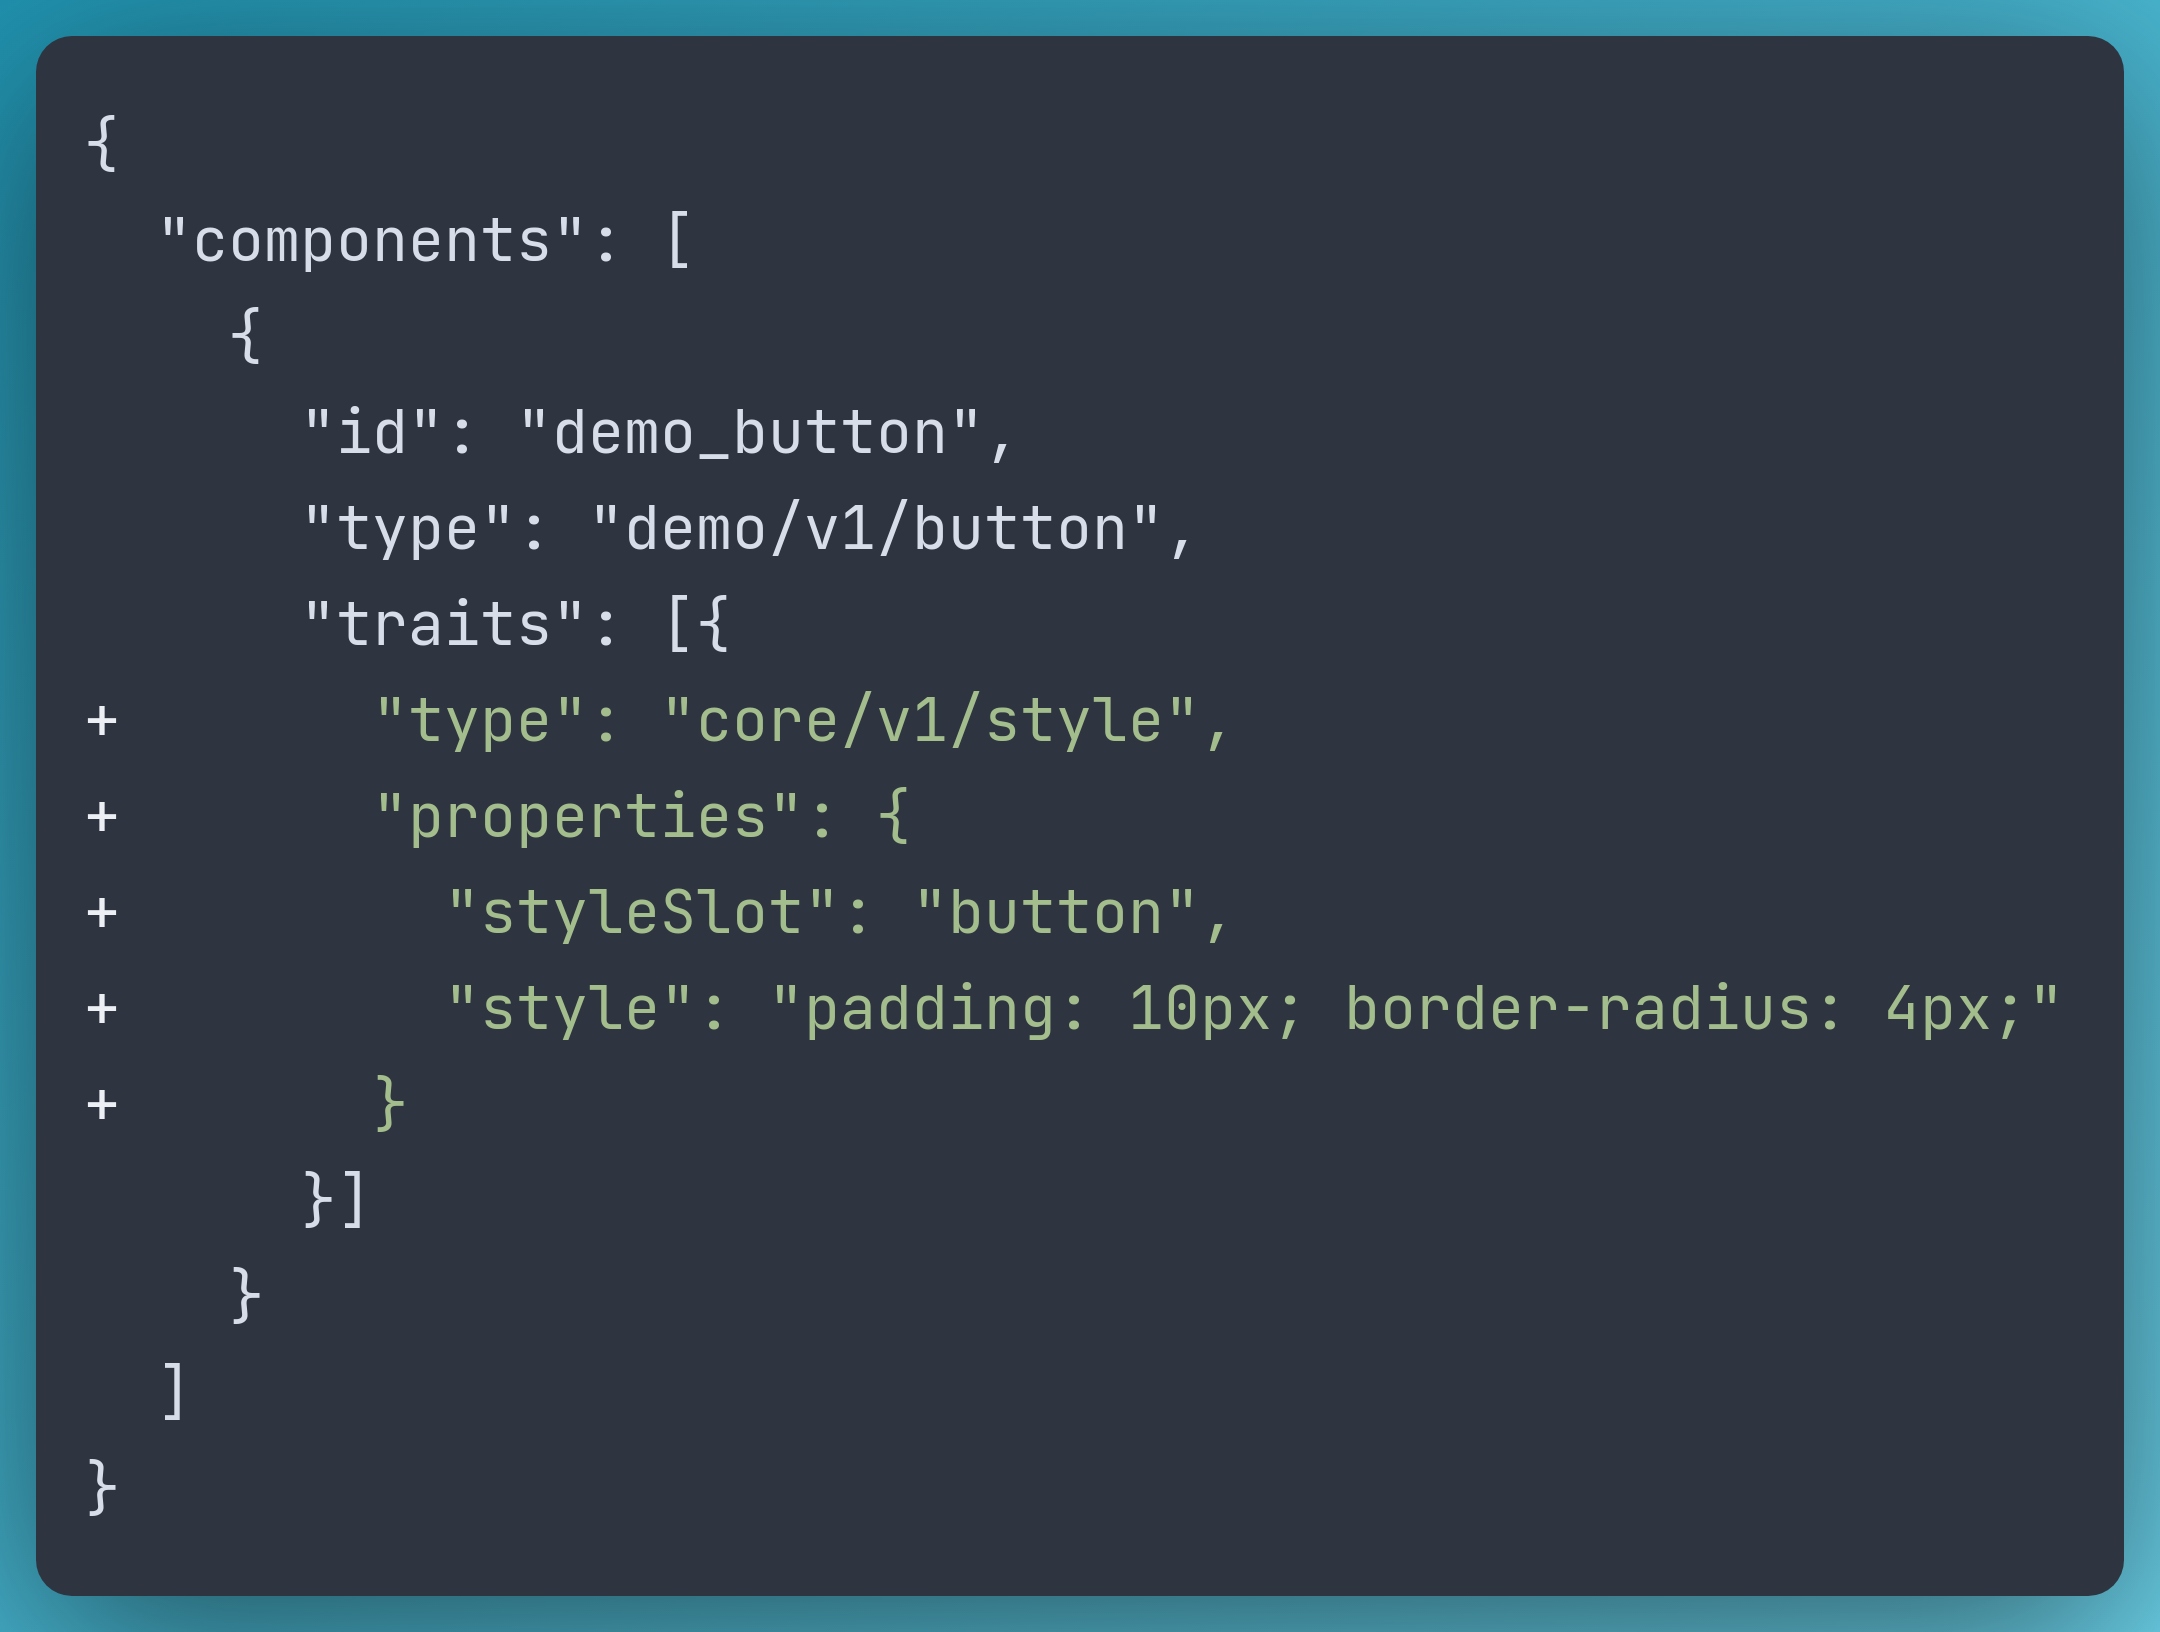 {
  "components": [
    {
      "id": "demo_button",
      "type": "demo/v1/button",
      "traits": [{
+       "type": "core/v1/style",
+       "properties": {
+         "styleSlot": "button",
+         "style": "padding: 10px; border-radius: 4px;"
+       }
      }]
    }
  ]
}